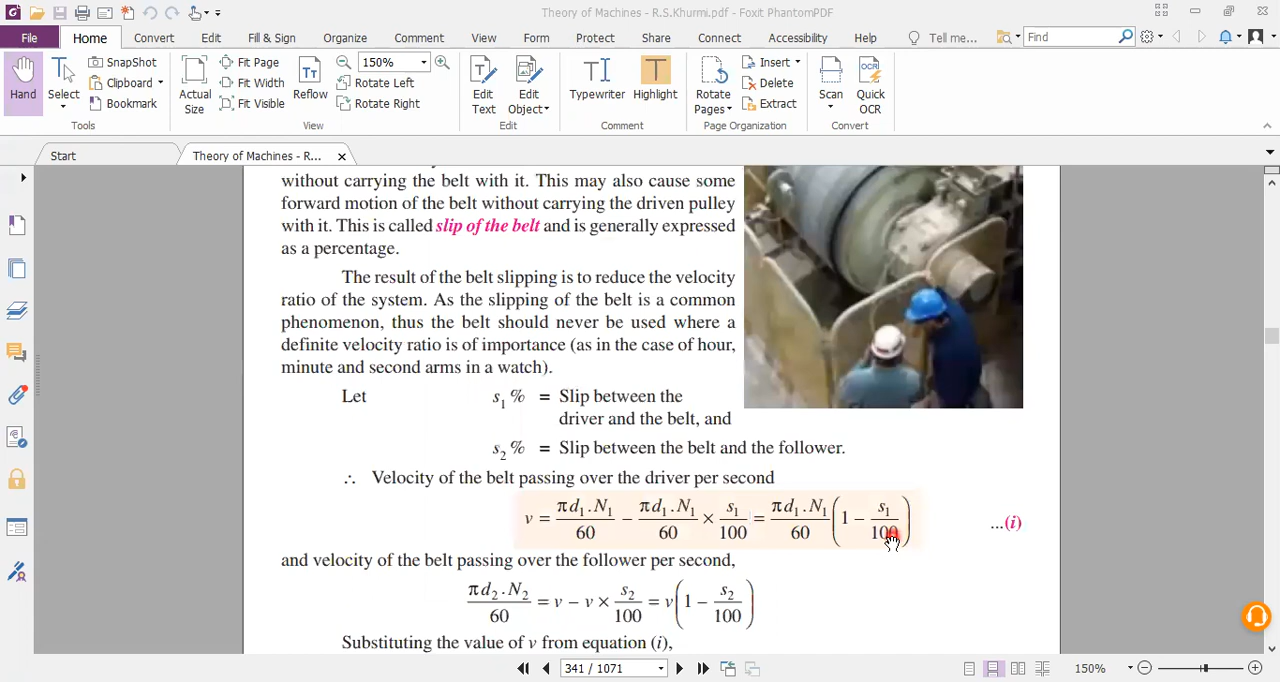 Theory of Machines - R.S.Khurmi.pdf - Foxit PhantomPDF
File Home Convert Edit Fill & Sign Organize Comment View Form Protect Share Connect Accessibility Help Tell me... Find
Hand
Select
SnapShot
Clipboard
Bookmark
Tools
Actual Size
Fit Page
Fit Width
Fit Visible
Reflow
150%
Rotate Left
Rotate Right
View
Edit Text
Edit Object
Edit
Typewriter
Highlight
Comment
Rotate Pages
Insert
Delete
Extract
Page Organization
Scan
Quick OCR
Convert
Start
Theory of Machines - R...
without carrying the belt with it. This may also cause some
forward motion of the belt without carrying the driven pulley
with it. This is called slip of the belt and is generally expressed
as a percentage.
The result of the belt slipping is to reduce the velocity
ratio of the system. As the slipping of the belt is a common
phenomenon, thus the belt should never be used where a
definite velocity ratio is of importance (as in the case of hour,
minute and second arms in a watch).
Let s₁ % = Slip between the
driver and the belt, and
s₂ % = Slip between the belt and the follower.
∴ Velocity of the belt passing over the driver per second
v = πd₁.N₁/60 − πd₁.N₁/60 × s₁/100 = πd₁.N₁/60 (1 − s₁/100) ...(i)
and velocity of the belt passing over the follower per second,
πd₂.N₂/60 = v − v × s₂/100 = v(1 − s₂/100)
Substituting the value of v from equation (i),
341 / 1071
150%